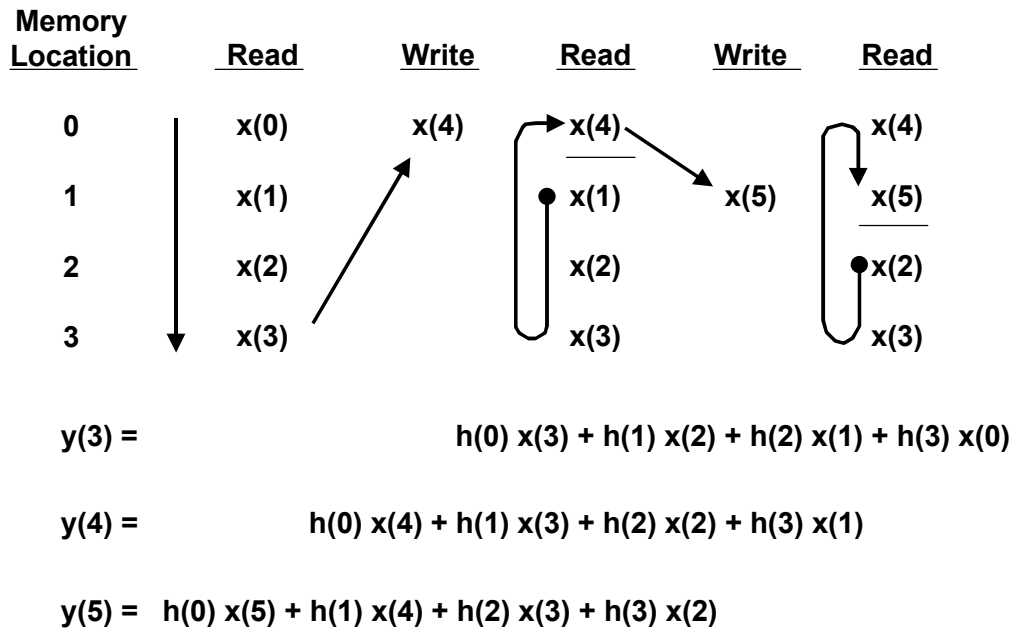 Memory
Location Read Write Read Write Read
0 x(0) x(4) x(4) x(4)
1 x(1) x(1) x(5) x(5)
2 x(2) x(2) x(2)
3 x(3) x(3) x(3)
y(3) = h(0) x(3) + h(1) x(2) + h(2) x(1) + h(3) x(0)
y(4) = h(0) x(4) + h(1) x(3) + h(2) x(2) + h(3) x(1)
y(5) = h(0) x(5) + h(1) x(4) + h(2) x(3) + h(3) x(2)